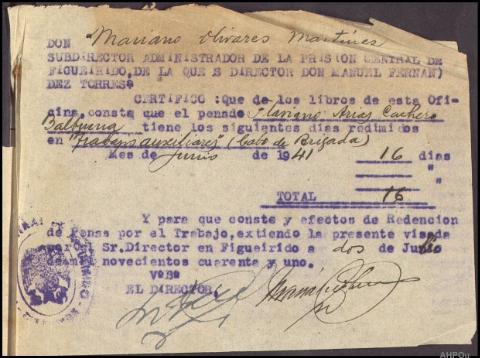 DON Mariano Olivares Martínez
SUBDIRECTOR ADMINISTRADOR DE LA PRISION CENTRAL DE
FIGUEIRIDO, DE LA QUE S DIRECTOR DON MANUEL FERNAN)
DEZ TORRES.
CERTIFICO :Que de los libros de esta Ofi-
cina consta que el penado Mariano Arias Cachero
Balbuena tiene los siguientes dias redimidos
en "Trabajos auxiliares" (Cabo de Brigada)
Mes de Junio de 1941 16 dias
"
"
TOTAL 16
Y para que conste y efectos de Redencion
de Penas por el Trabajo, extiendo la presente visada
por el Sr. Director en Figueirido a dos de Julio
de mil novecientos cuarenta y uno.
VºBº
EL DIRECTOR,
AHPOu